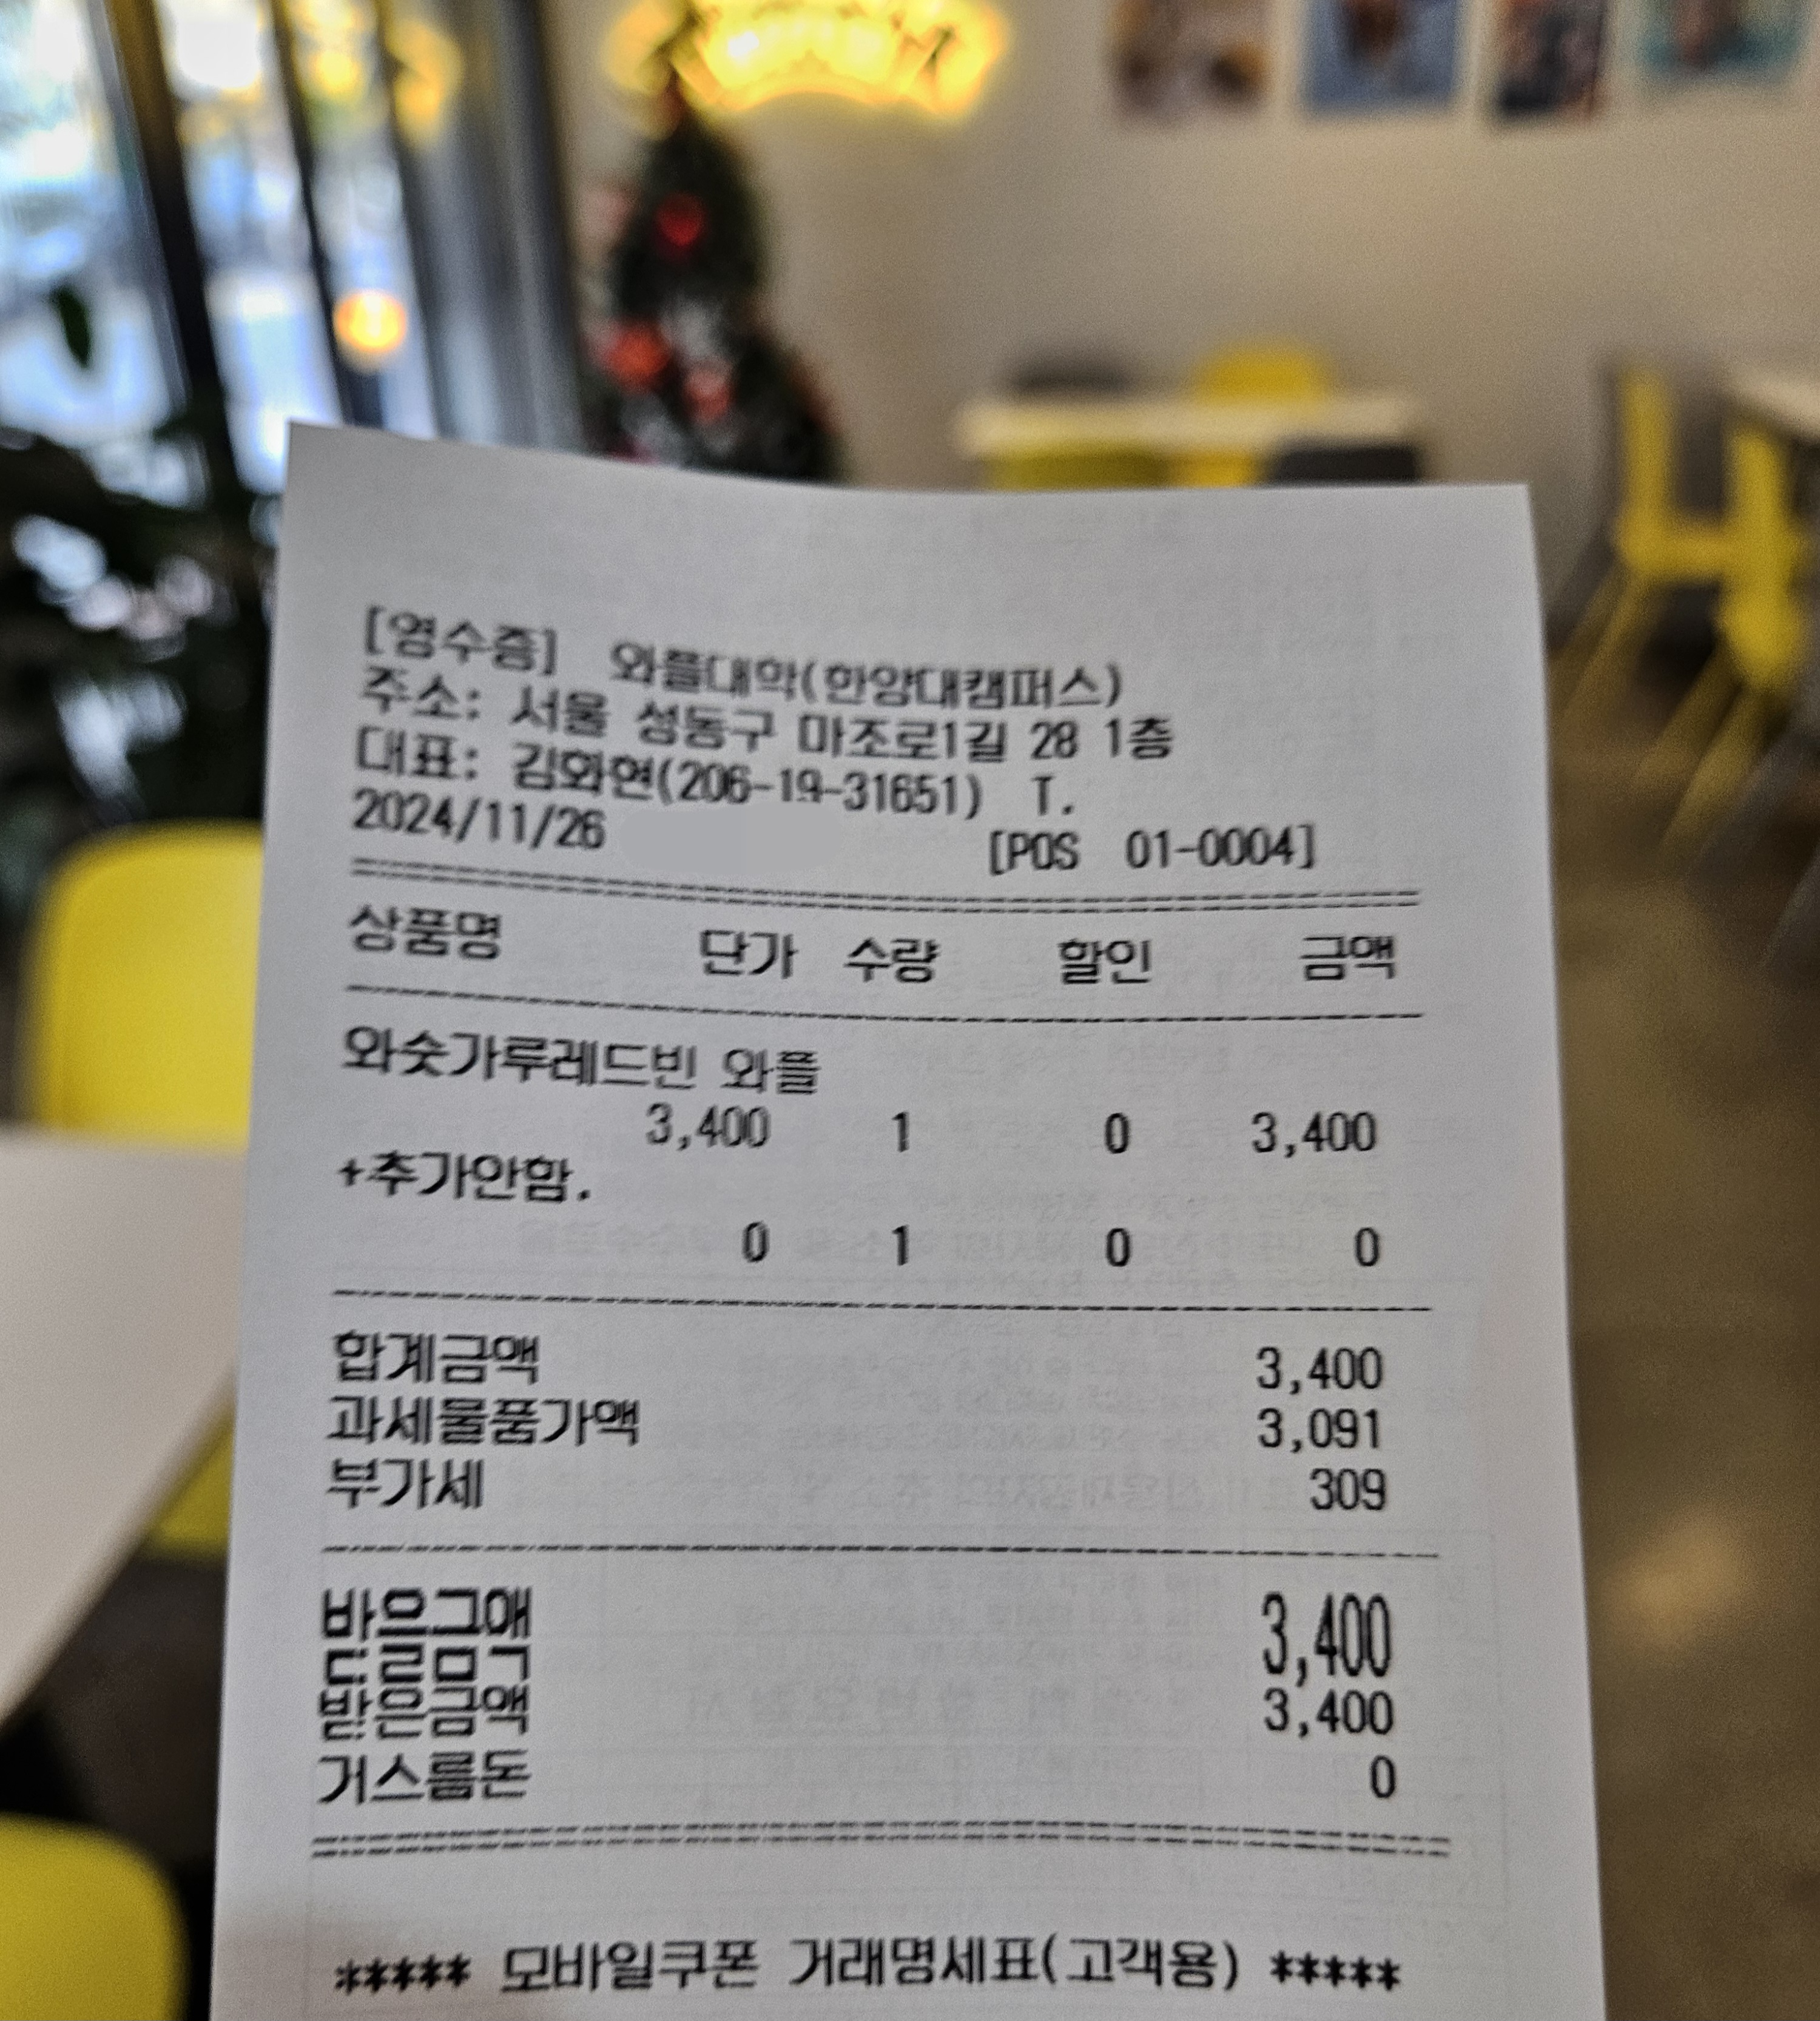 [영수증] 와플대학(한양대캠퍼스)
주소: 서울 성동구 마조로1길 28 1층
대표: 김화현(206-19-31651) T.
2024/11/26 [POS 01-0004]
상품명 단가 수량 할인 금액
와숫가루레드빈 와플
3,400 1 0 3,400
+추가안함.
0 1 0 0
합계금액 3,400
과세물품가액 3,091
부가세 309
받을금액 3,400
받은금액 3,400
거스름돈 0
***** 모바일쿠폰 거래명세표(고객용) *****